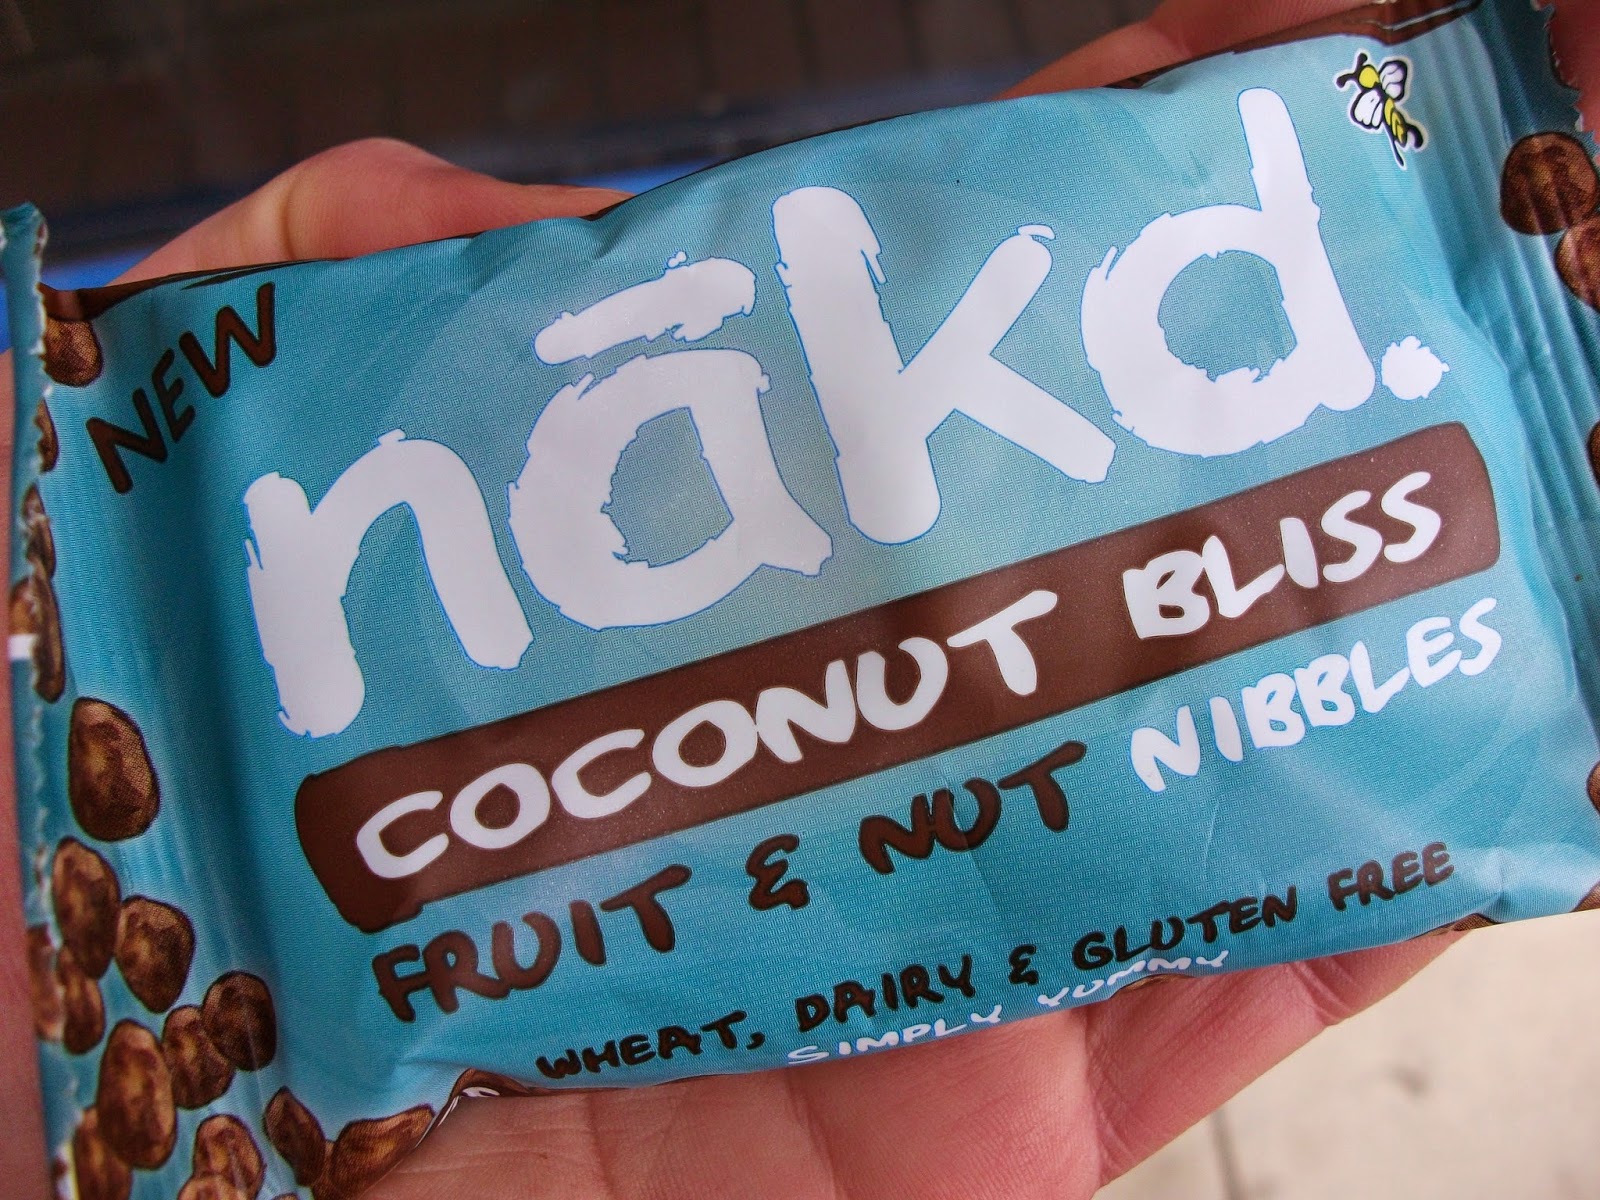 NEW
nākd.
COCONUT BLISS
FRUIT & NUT NIBBLES
WHEAT, DAIRY & GLUTEN FREE
SIMPLY YUMMY